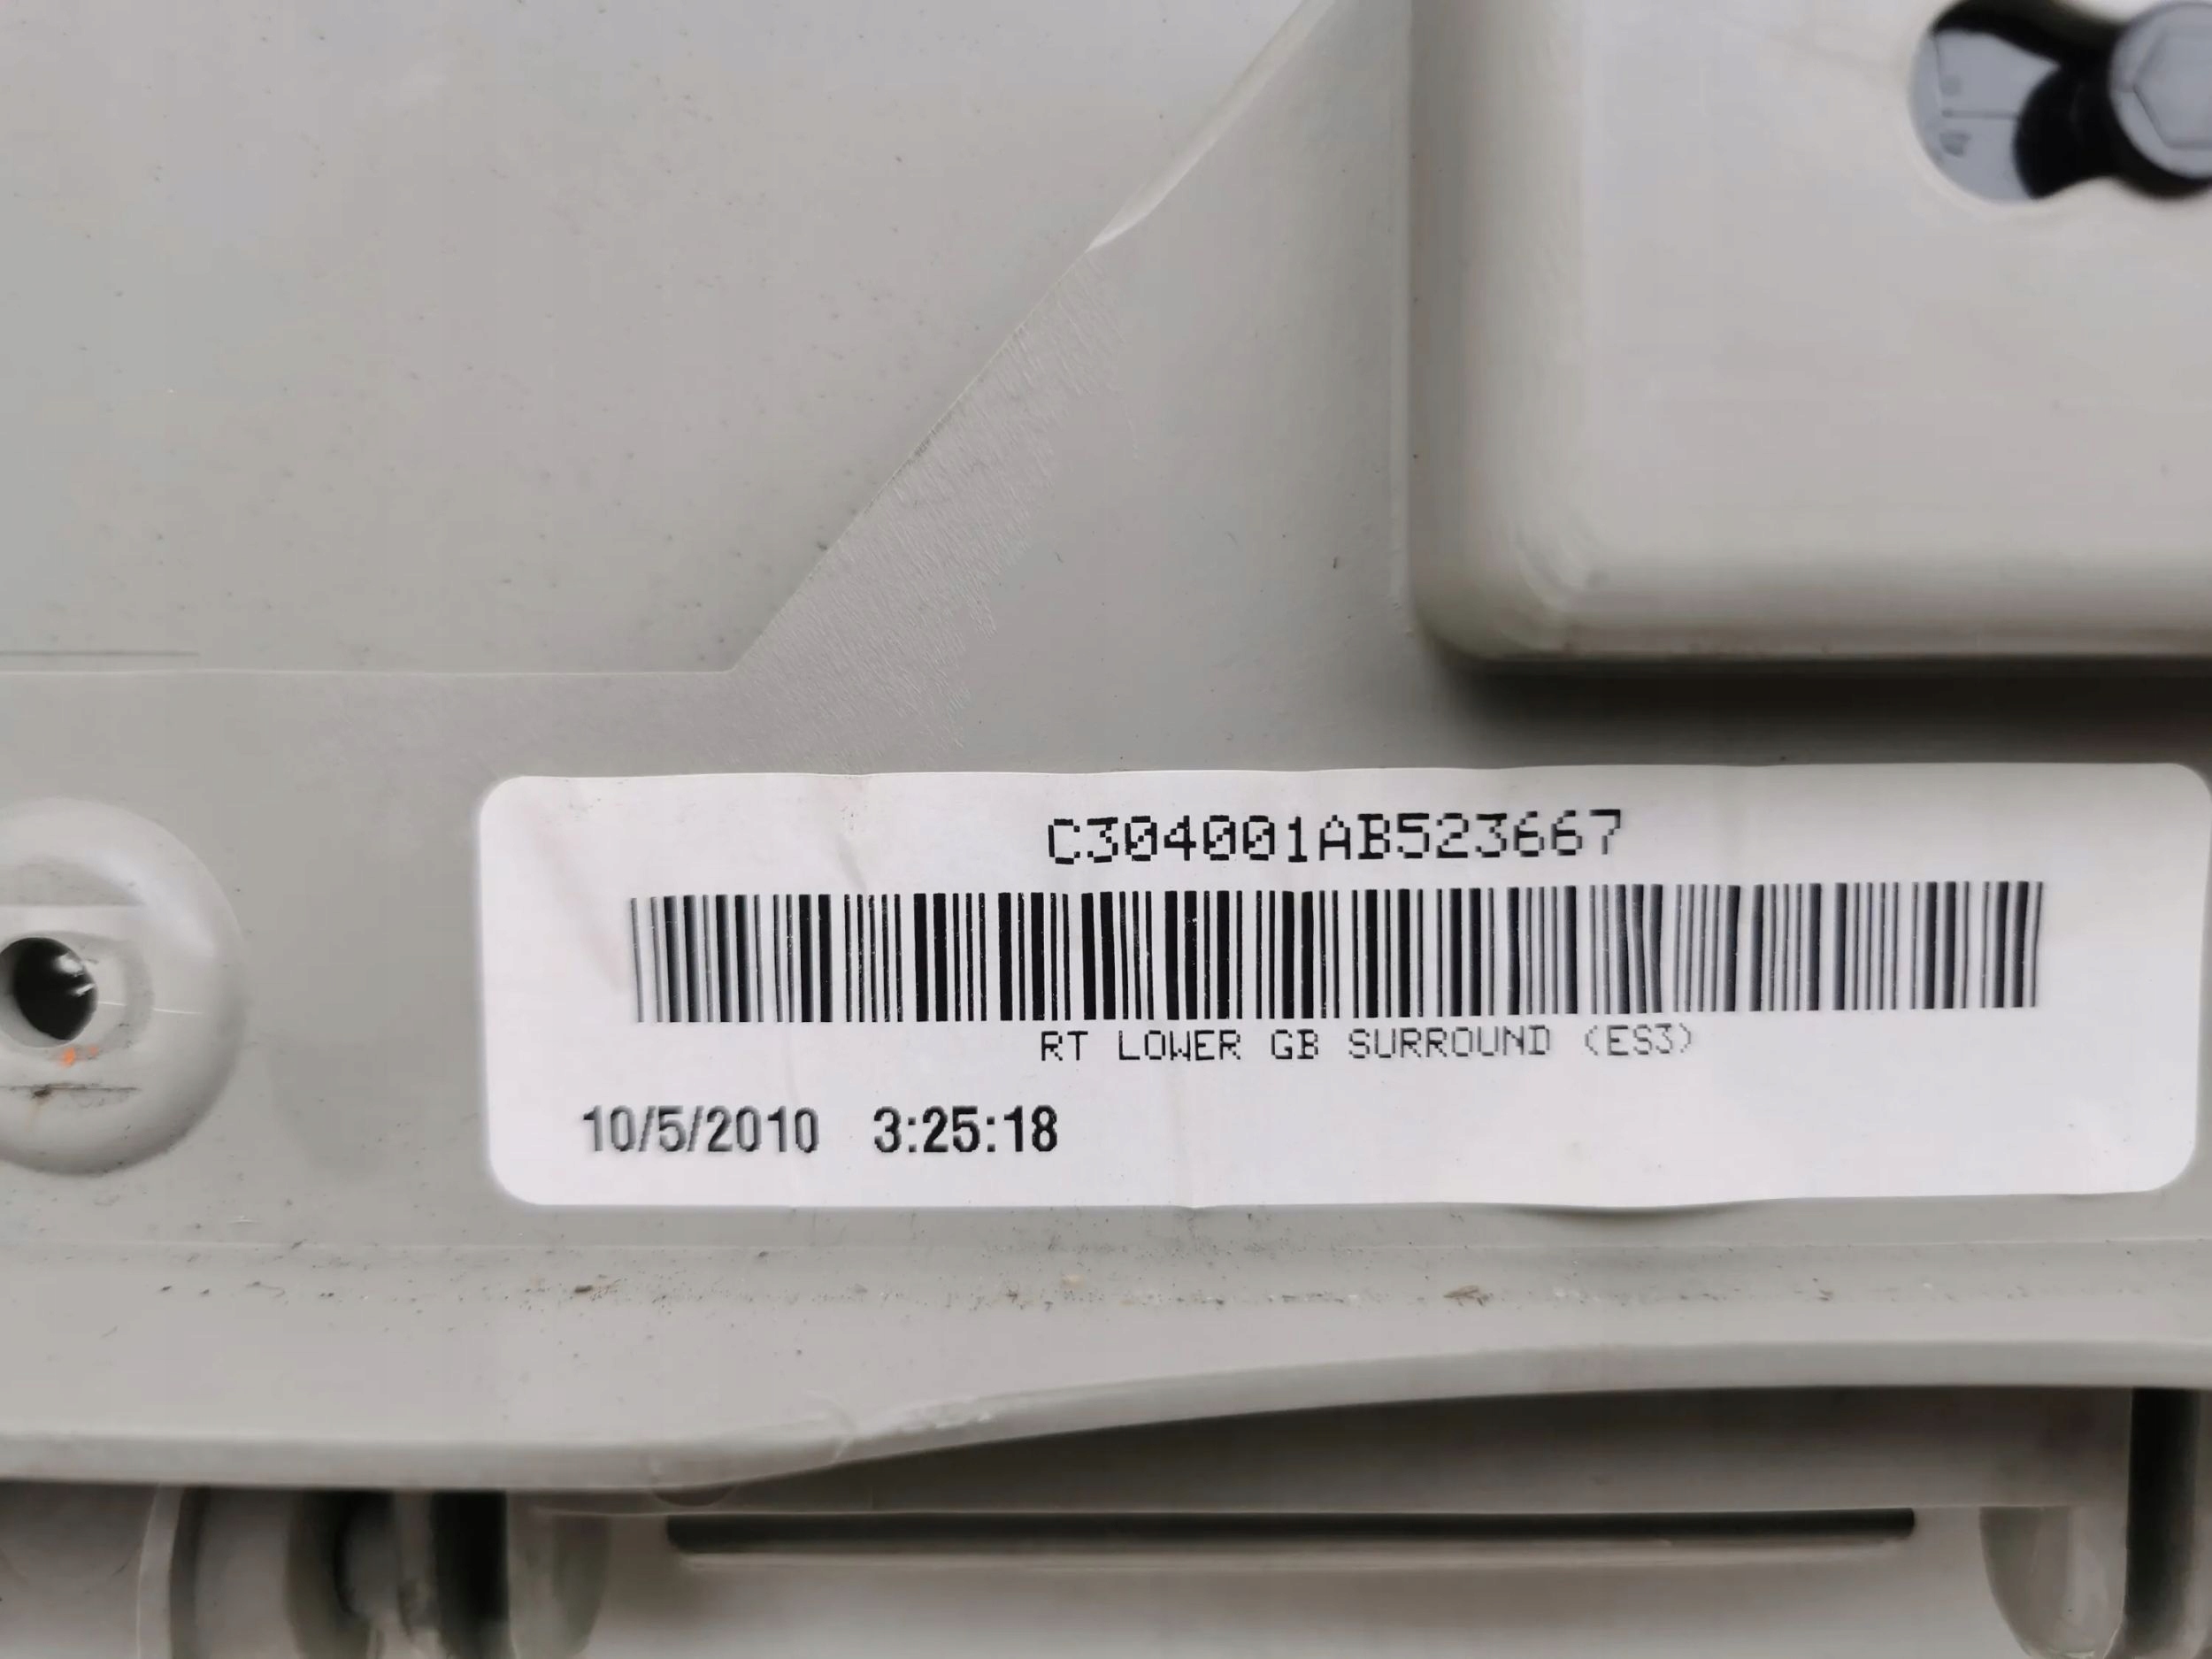 C304001AB523667
RT LOWER GB SURROUND (ES3)
10/5/2010 3:25:18